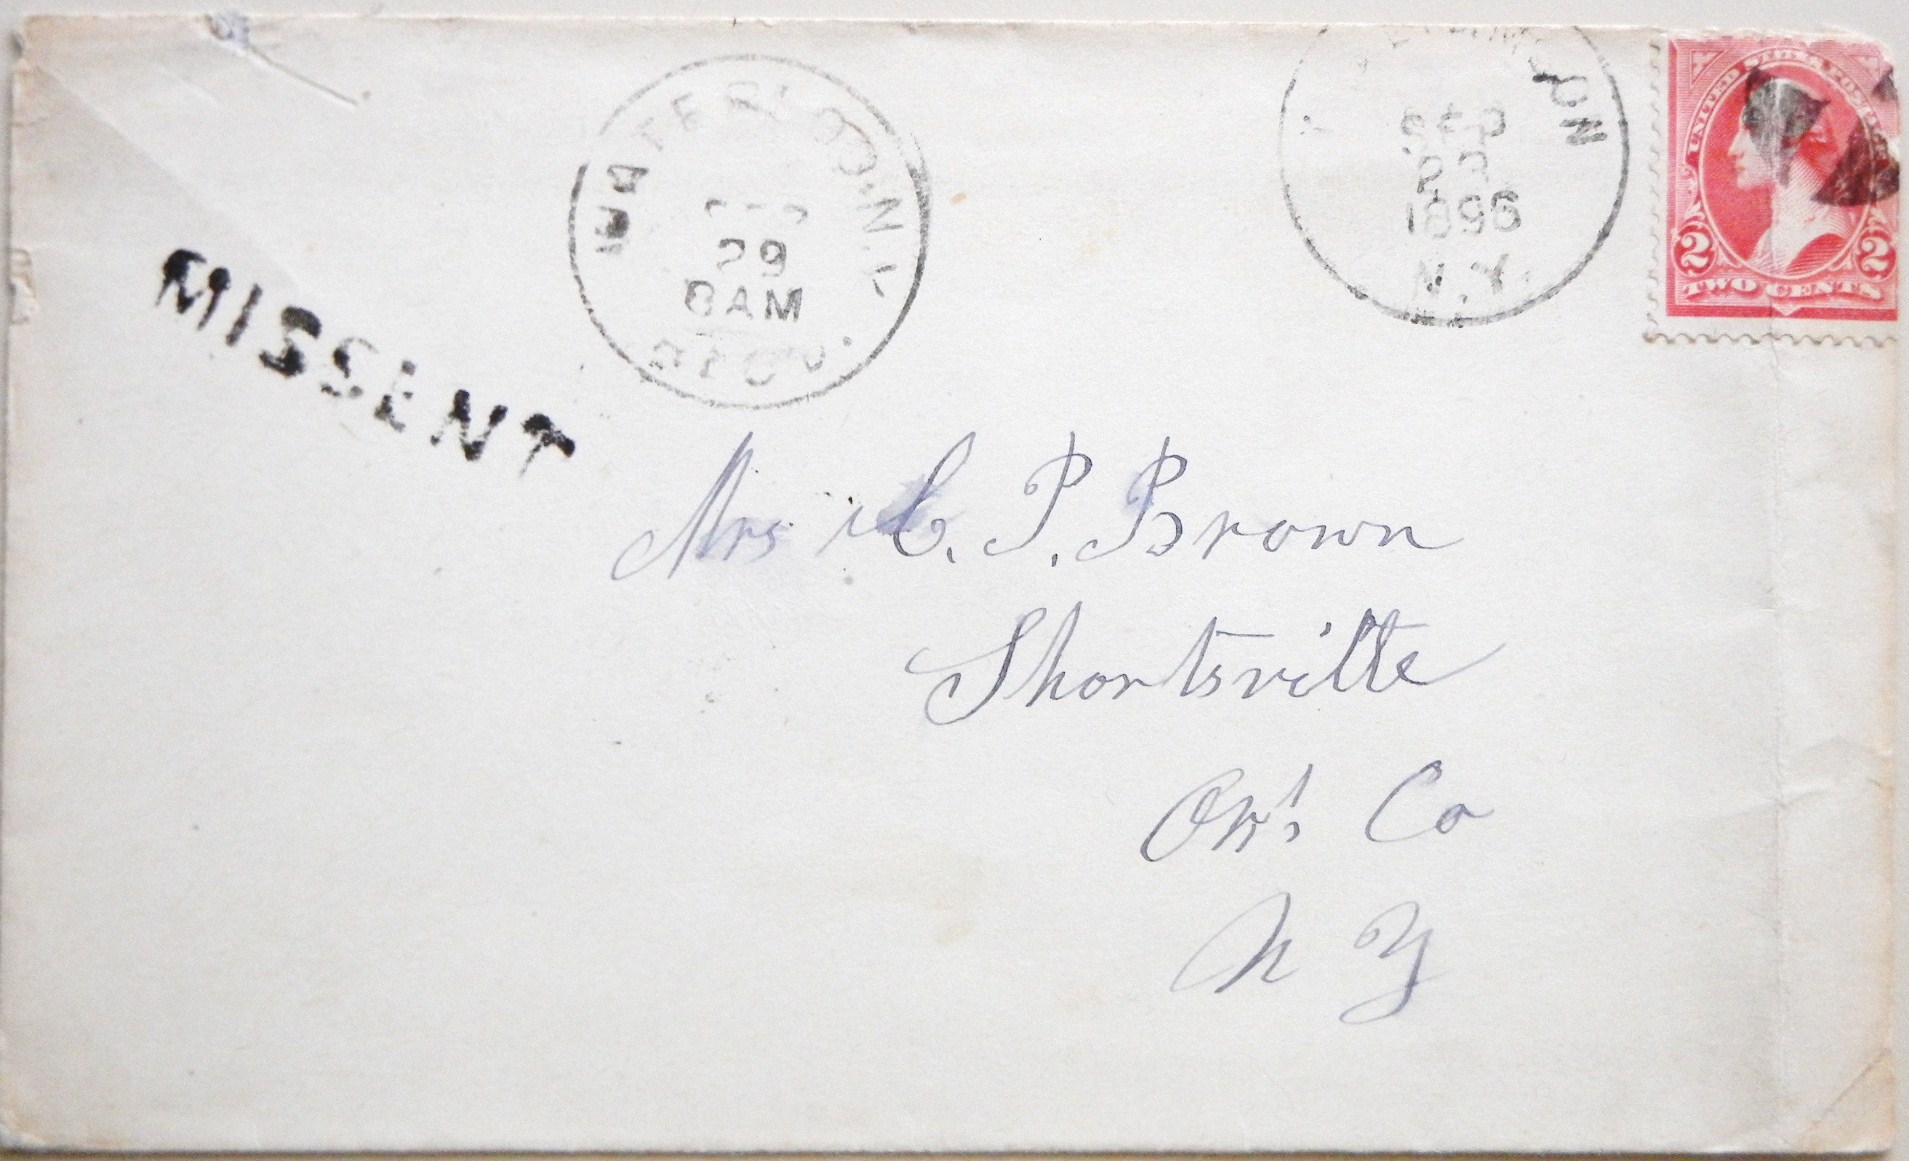 WATERLOO N.Y.
SEP
29
8AM
REC'D.
SEP
23
1896
N.Y.
UNITED STATES POSTAGE
2 2
TWO CENTS
MISSENT
Mrs C. P. Brown
Shortsville
Ont. Co
N Y